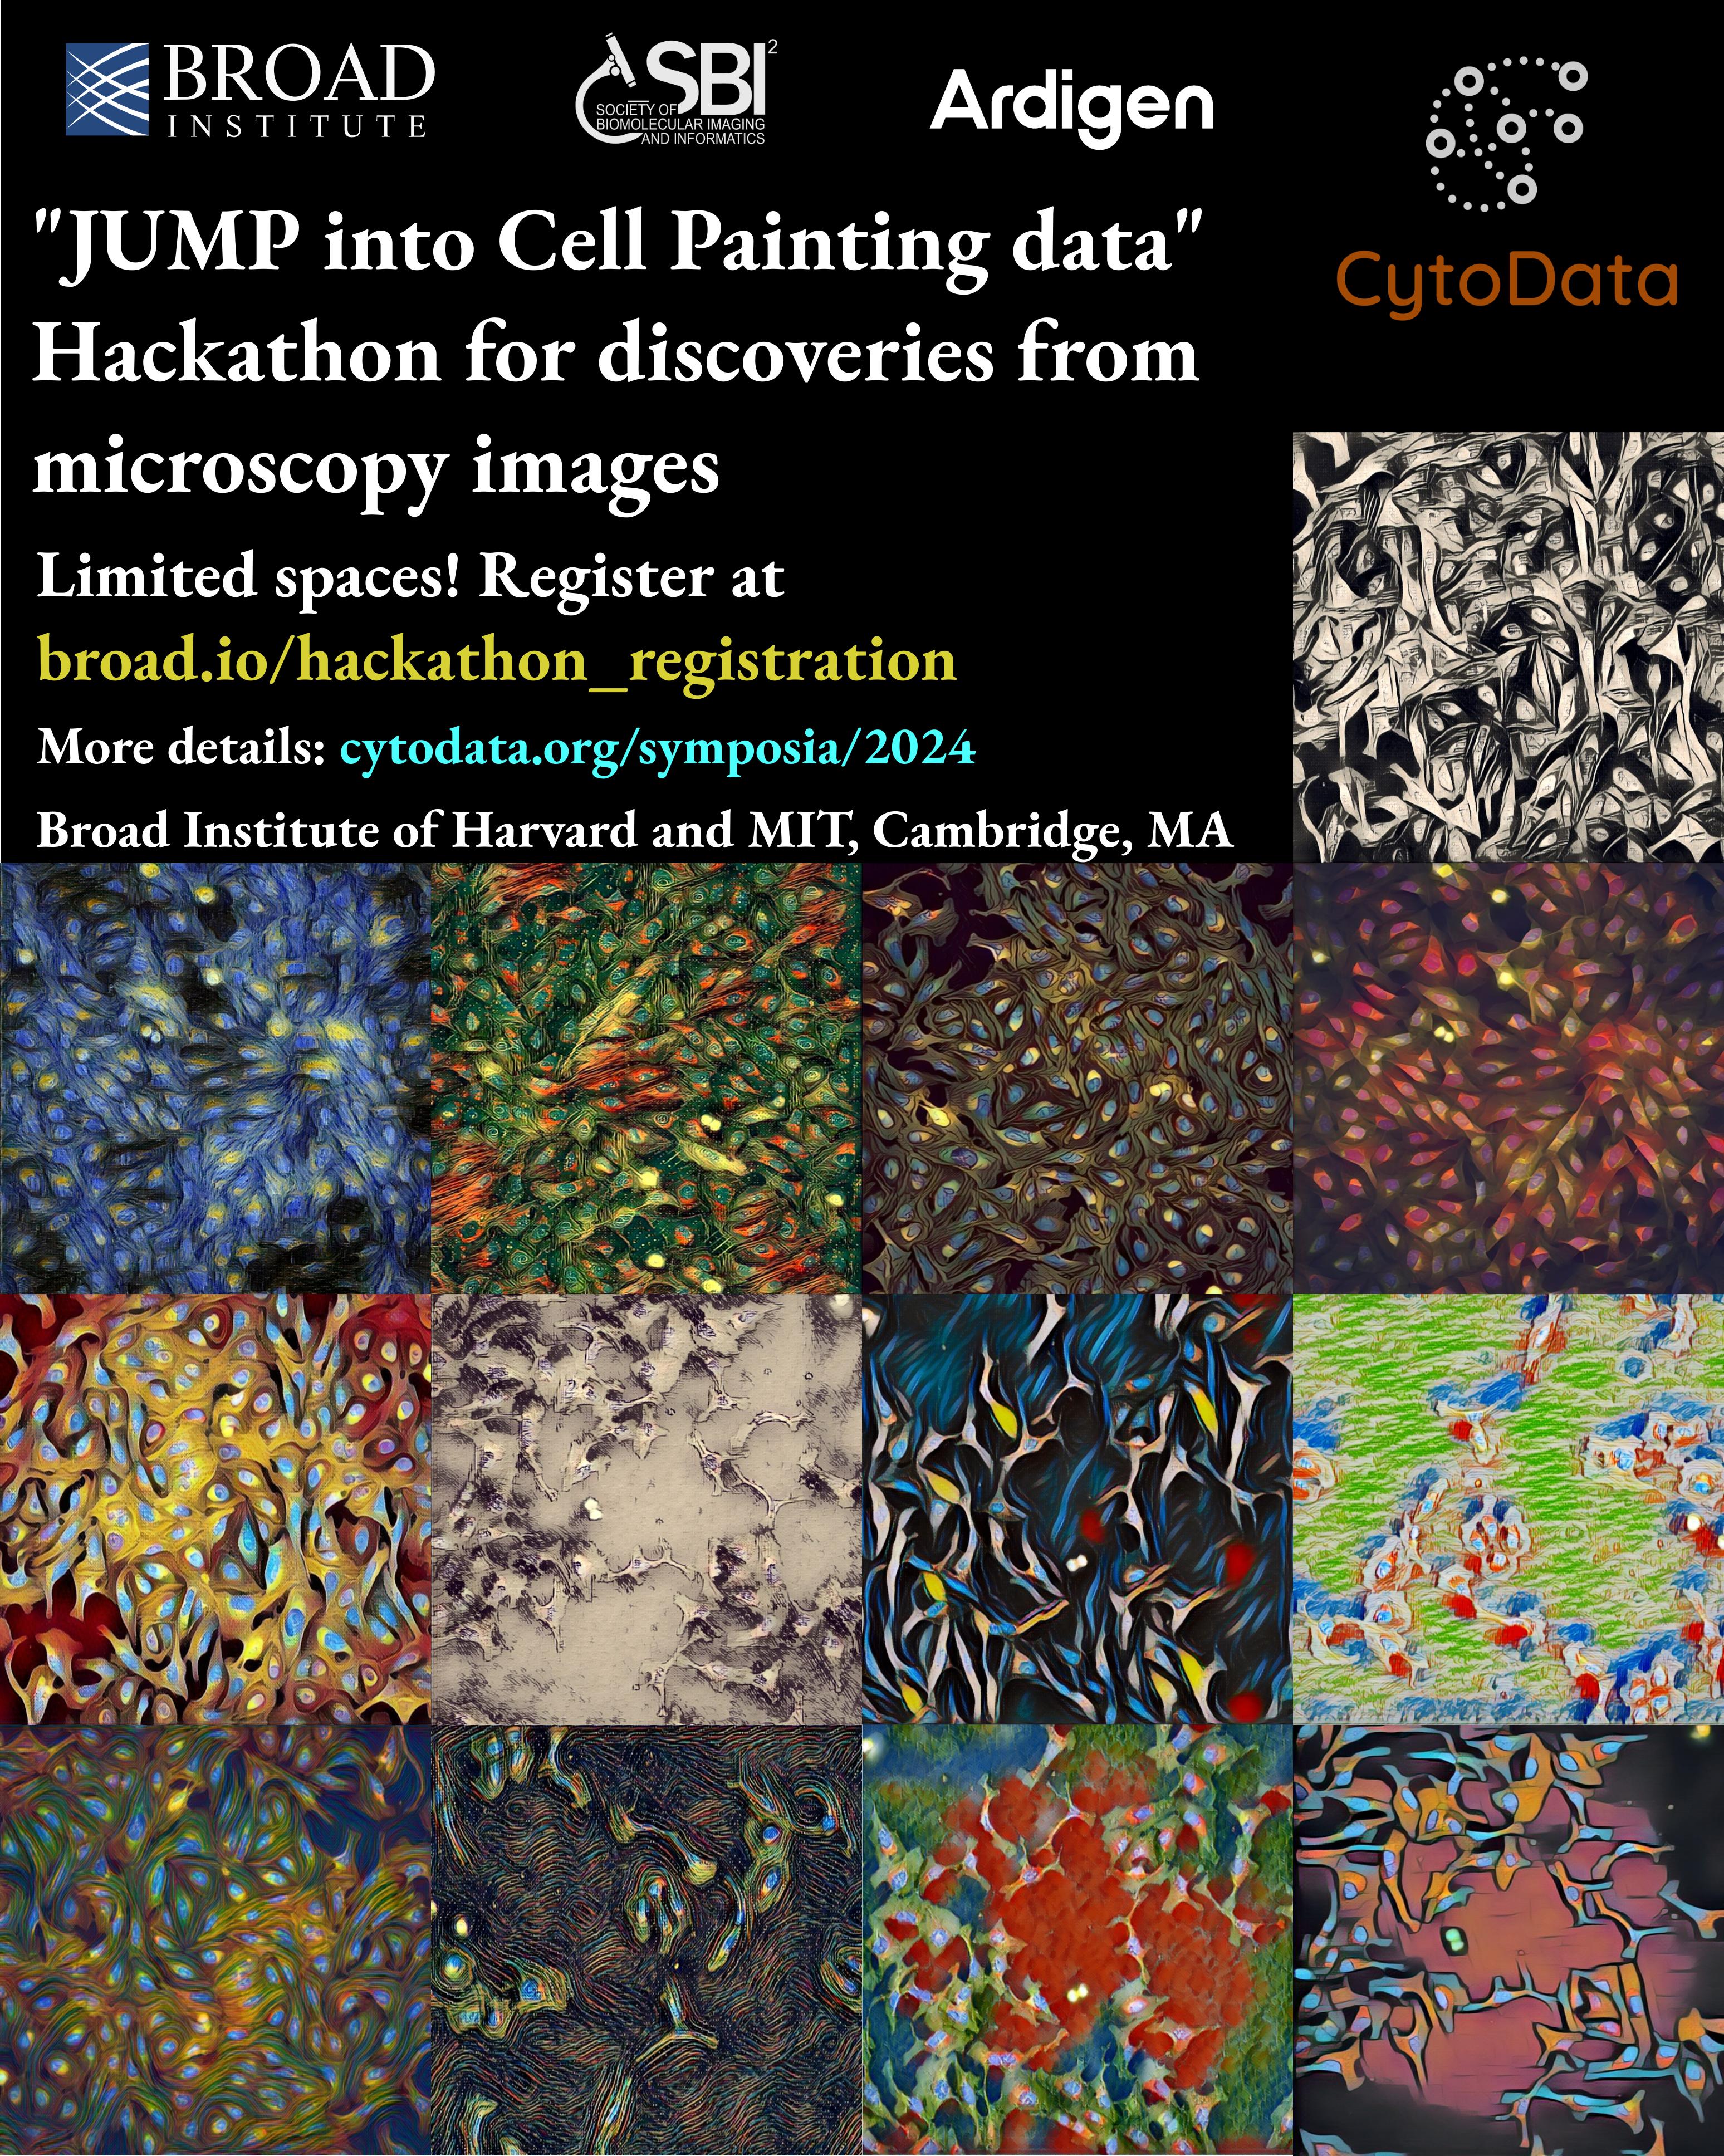 BROAD
INSTITUTE
SBI²
SOCIETY OF
BIOMOLECULAR IMAGING
AND INFORMATICS
Ardigen
CytoData
"JUMP into Cell Painting data"
Hackathon for discoveries from
microscopy images
Limited spaces! Register at
broad.io/hackathon_registration
More details: cytodata.org/symposia/2024
Broad Institute of Harvard and MIT, Cambridge, MA